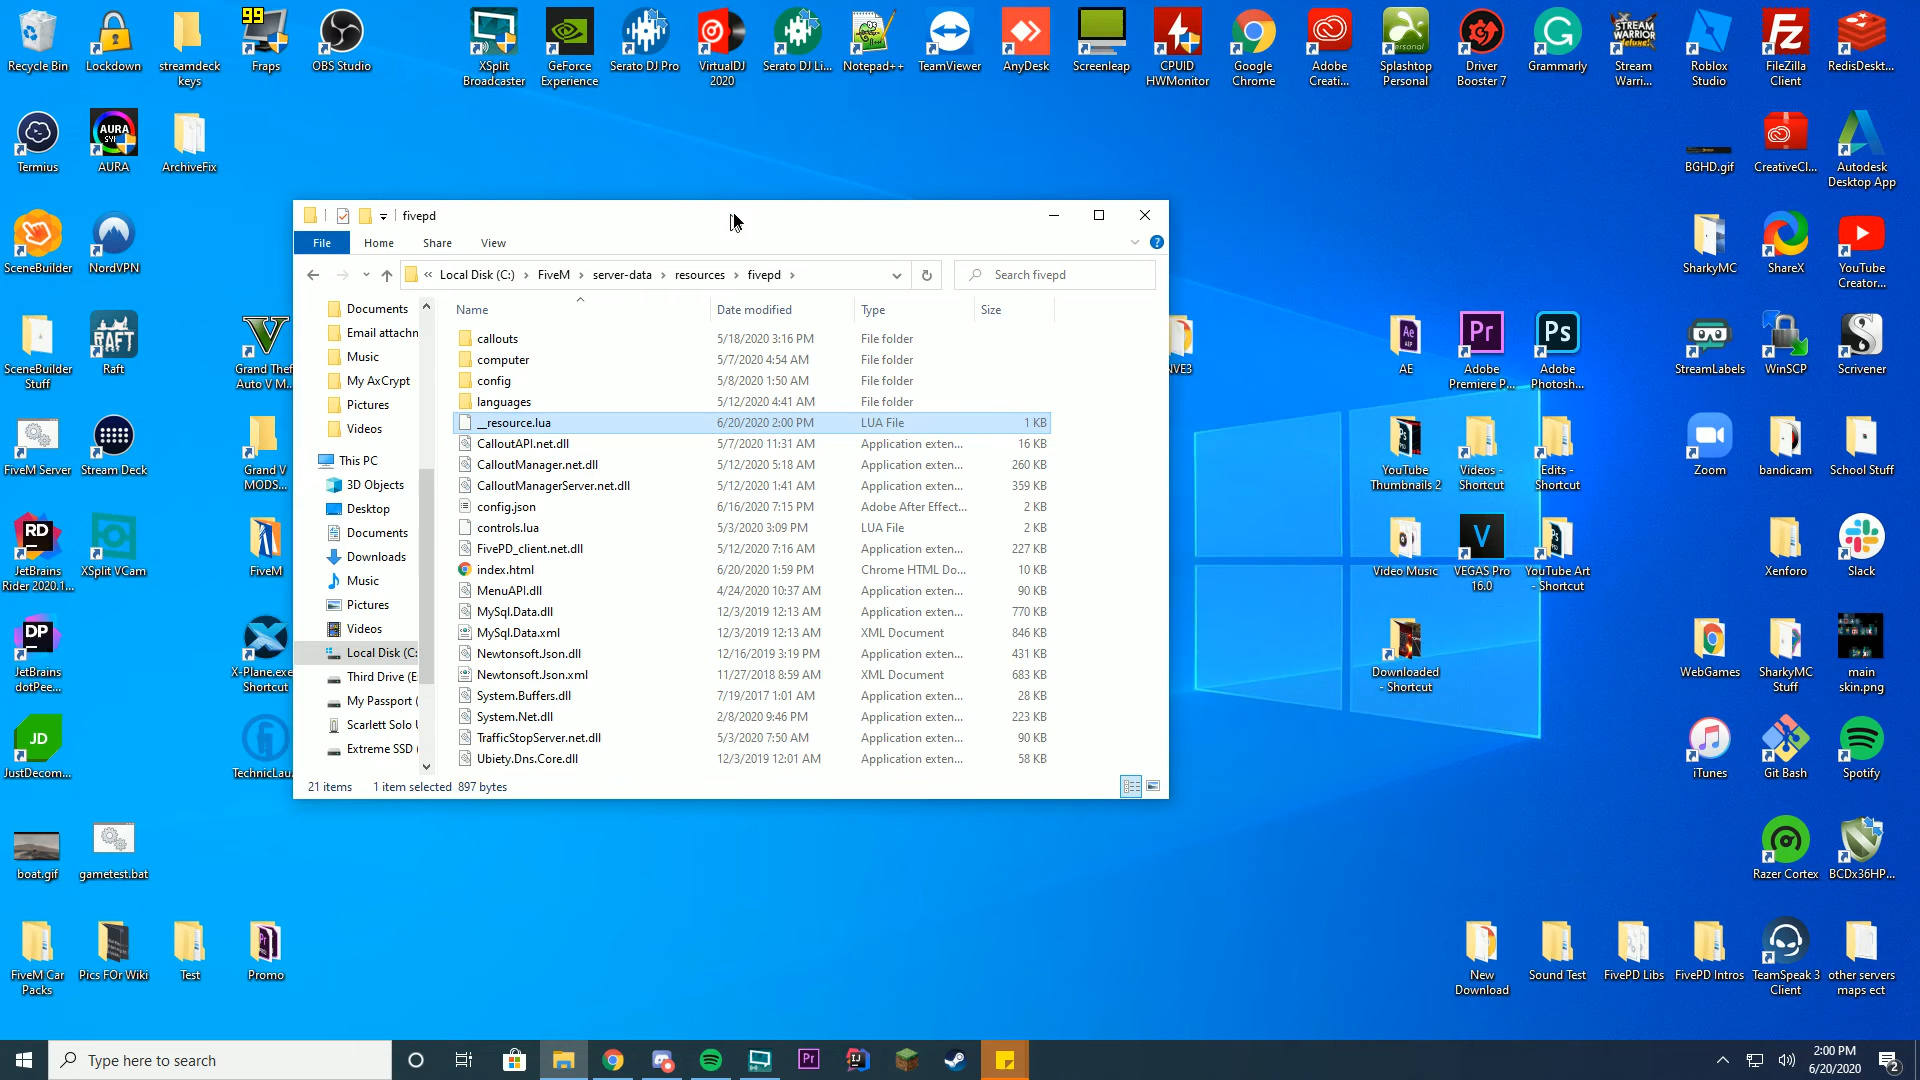 99
Recycle Bin
Lockdown
streamdeck
keys
Fraps
OBS Studio
XSplit
Broadcaster
GeForce
Experience
Serato DJ Pro
VirtualDJ
2020
Serato DJ Li...
Notepad++
TeamViewer
AnyDesk
Screenleap
CPUID
HWMonitor
Google
Chrome
Adobe
Creati...
personal
Splashtop
Personal
Driver
Booster 7
Grammarly
STREAM
WARRIOR
deluxe
Stream
Warri...
Roblox
Studio
FileZilla
Client
RedisDeskt...
Termius
AURA
AURA
ArchiveFix
BGHD.gif
CreativeCl...
Autodesk
Desktop App
SceneBuilder
NordVPN
SharkyMC
ShareX
YouTube
Creator...
SceneBuilder
Stuff
RAFT
Raft
Grand Thef
Auto V M...
NVE3
Ae
AE
Pr
Adobe
Premiere P...
Ps
Adobe
Photosh...
StreamLabels
WinSCP
Scrivener
FiveM Server
Stream Deck
Grand V
MODS...
YouTube
Thumbnails 2
Videos -
Shortcut
Edits -
Shortcut
Zoom
bandicam
School Stuff
RD
JetBrains
Rider 2020.1...
XSplit VCam
FiveM
Video Music
V
VEGAS Pro
16.0
YouTube Art
- Shortcut
Xenforo
Slack
DP
JetBrains
dotPee...
X-Plane.exe
Shortcut
Downloaded
- Shortcut
WebGames
SharkyMC
Stuff
main
skin.png
JD
JustDecom...
TechnicLau...
iTunes
Git Bash
Spotify
boat.gif
gametest.bat
Razer Cortex
BCDx36HP...
FiveM Car
Packs
Pics FOr Wiki
Test
Promo
New
Download
Sound Test
FivePD Libs
FivePD Intros
TeamSpeak 3
Client
other servers
maps ect
fivepd
File Home Share View
« Local Disk (C:) › FiveM › server-data › resources › fivepd ›
Search fivepd
Documents
Email attachn
Music
My AxCrypt
Pictures
Videos
This PC
3D Objects
Desktop
Documents
Downloads
Music
Pictures
Videos
Local Disk (C:
Third Drive (E
My Passport (
Scarlett Solo U
Extreme SSD (
Name Date modified Type Size
callouts 5/18/2020 3:16 PM File folder
computer 5/7/2020 4:54 AM File folder
config 5/8/2020 1:50 AM File folder
languages 5/12/2020 4:41 AM File folder
__resource.lua 6/20/2020 2:00 PM LUA File 1 KB
CalloutAPI.net.dll 5/7/2020 11:31 AM Application exten... 16 KB
CalloutManager.net.dll 5/12/2020 5:18 AM Application exten... 260 KB
CalloutManagerServer.net.dll 5/12/2020 1:41 AM Application exten... 359 KB
config.json 6/16/2020 7:15 PM Adobe After Effect... 2 KB
controls.lua 5/3/2020 3:09 PM LUA File 2 KB
FivePD_client.net.dll 5/12/2020 7:16 AM Application exten... 227 KB
index.html 6/20/2020 1:59 PM Chrome HTML Do... 10 KB
MenuAPI.dll 4/24/2020 10:37 AM Application exten... 90 KB
MySql.Data.dll 12/3/2019 12:13 AM Application exten... 770 KB
MySql.Data.xml 12/3/2019 12:13 AM XML Document 846 KB
Newtonsoft.Json.dll 12/16/2018 3:19 PM Application exten... 431 KB
Newtonsoft.Json.xml 11/27/2018 8:59 AM XML Document 683 KB
System.Buffers.dll 7/19/2017 1:01 AM Application exten... 28 KB
System.Net.dll 2/8/2020 9:46 PM Application exten... 223 KB
TrafficStopServer.net.dll 5/3/2020 7:50 AM Application exten... 90 KB
Ubiety.Dns.Core.dll 12/3/2019 12:01 AM Application exten... 58 KB
21 items 1 item selected 897 bytes
Type here to search
Pr
IJ
2:00 PM
6/20/2020
2